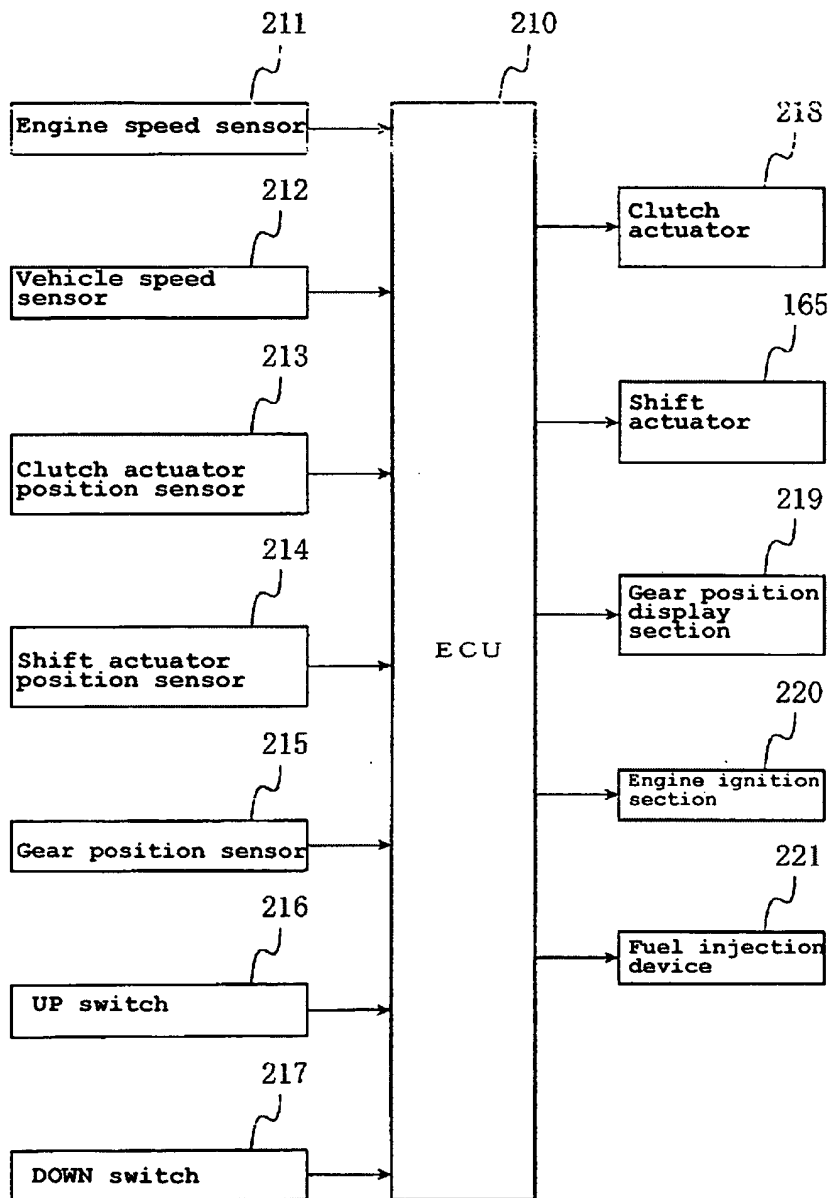 211
210
Engine speed sensor
218
Clutch
actuator
212
Vehicle speed
sensor
165
Shift
actuator
213
Clutch actuator
position sensor
219
Gear position
display
section
214
Shift actuator
position sensor
ECU
220
Engine ignition
section
215
Gear position sensor
221
Fuel injection
device
216
UP switch
217
DOWN switch